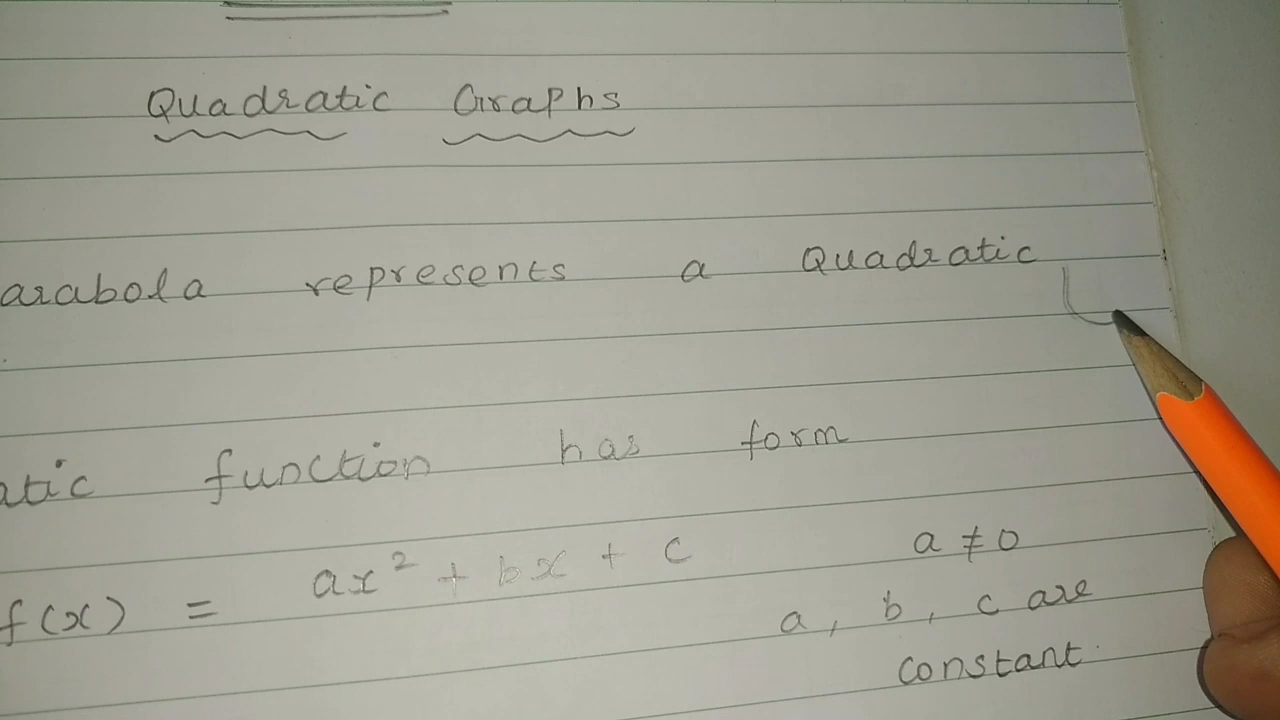 Quadratic Graphs
arabola represents a Quadratic
atic function has form
f(x) = ax² + bx + c a ≠ 0
a, b, c are
constant.